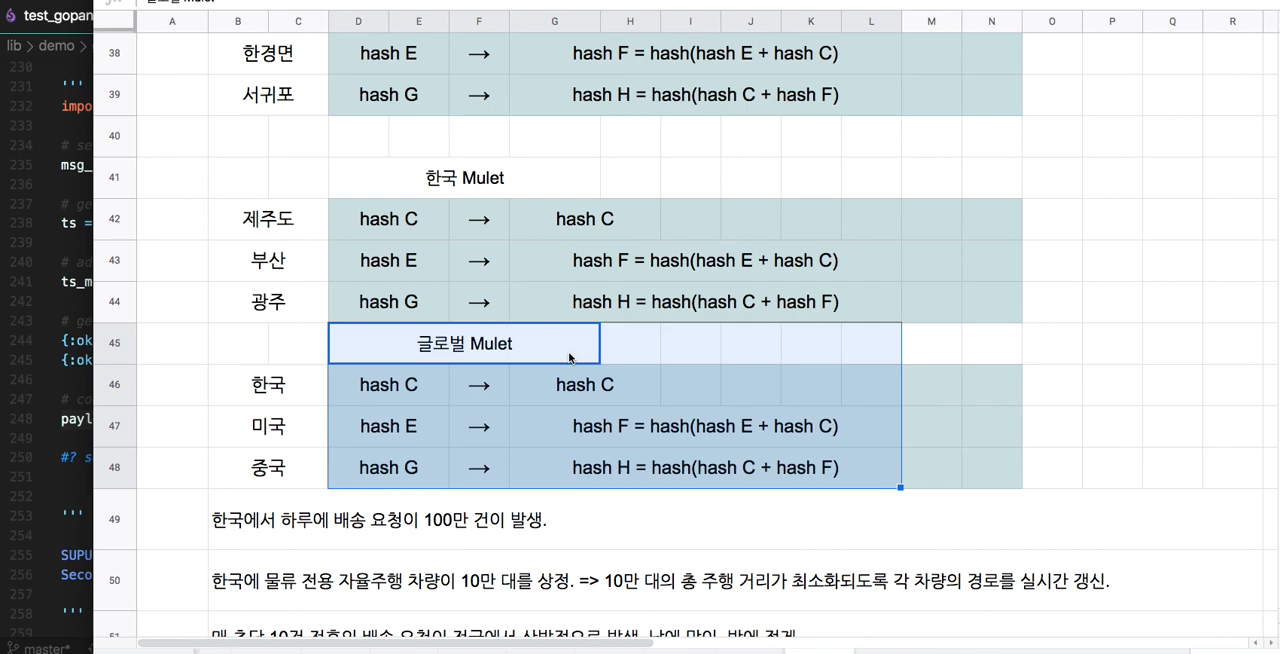 test_gopan
lib > demo >
A B C D E F G H I J K L M N O P Q R
38 한경면 hash E → hash F = hash(hash E + hash C)
39 서귀포 hash G → hash H = hash(hash C + hash F)
40
41 한국 Mulet
42 제주도 hash C → hash C
43 부산 hash E → hash F = hash(hash E + hash C)
44 광주 hash G → hash H = hash(hash C + hash F)
45 글로벌 Mulet
46 한국 hash C → hash C
47 미국 hash E → hash F = hash(hash E + hash C)
48 중국 hash G → hash H = hash(hash C + hash F)
49 한국에서 하루에 배송 요청이 100만 건이 발생.
50 한국에 물류 전용 자율주행 차량이 10만 대를 상정. => 10만 대의 총 주행 거리가 최소화되도록 각 차량의 경로를 실시간 갱신.
230
231 '''
232 impo
233
234 # se
235 msg_
236
237 # ge
238 ts =
239
240 # ad
241 ts_m
242
243 # ge
244 {:ok
245 {:ok
246
247 # co
248 payl
249
250 #? s
251
252
253 '''
254
255 SUPU
256 Seco
257
258 '''
259
master*